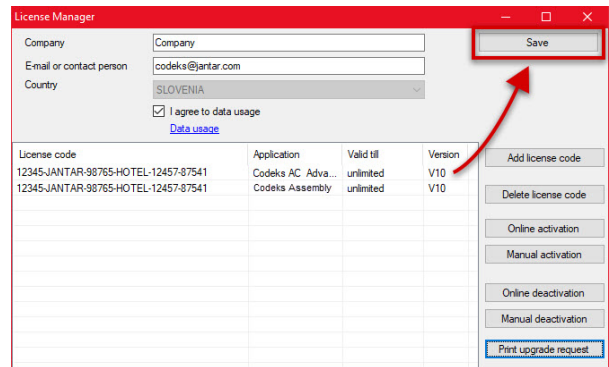 License Manager
Company Company Save
E-mail or contact person codeks@jantar.com
Country SLOVENIA
I agree to data usage
Data usage
License code Application Valid till Version Add license code
12345-JANTAR-98765-HOTEL-12457-87541 Codeks AC Adva... unlimited V10
12345-JANTAR-98765-HOTEL-12457-87541 Codeks Assembly unlimited V10
Delete license code
Online activation
Manual activation
Online deactivation
Manual deactivation
Print upgrade request